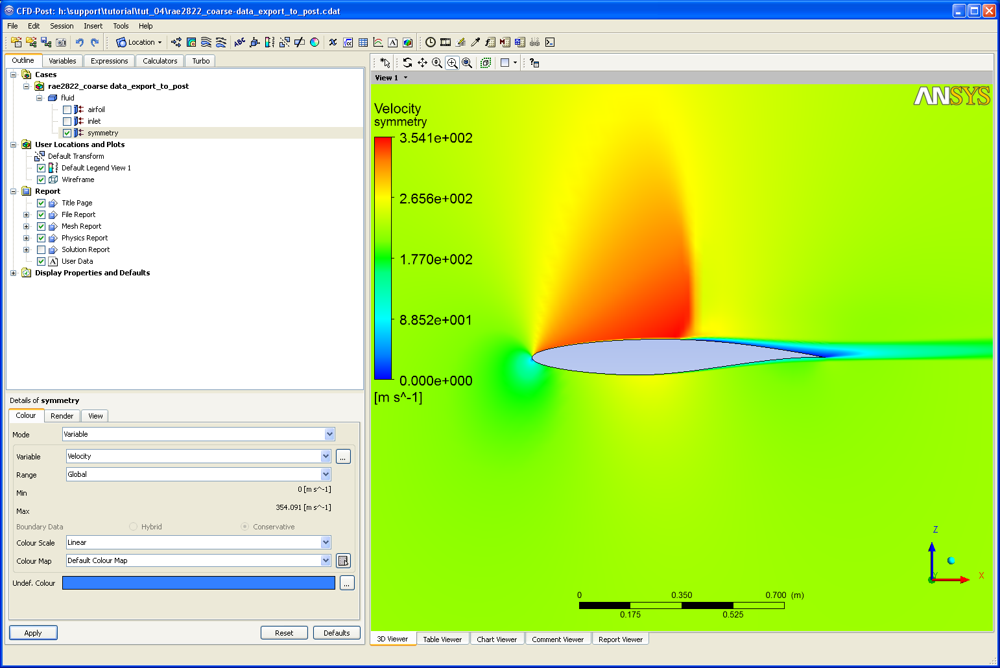 CFD-Post: h:\support\tutorial\tut_04\rae2822_coarse-data_export_to_post.cdat
File Edit Session Insert Tools Help
Location
Outline Variables Expressions Calculators Turbo
Cases
rae2822_coarse data_export_to_post
fluid
airfoil
inlet
symmetry
User Locations and Plots
Default Transform
Default Legend View 1
Wireframe
Report
Title Page
File Report
Mesh Report
Physics Report
Solution Report
User Data
Display Properties and Defaults
Details of symmetry
Colour Render View
Mode Variable
Variable Velocity ...
Range Global
Min 0 [m s^-1]
Max 354.091 [m s^-1]
Boundary Data Hybrid Conservative
Colour Scale Linear
Colour Map Default Colour Map
Undef. Colour ...
Apply Reset Defaults
View 1
ANSYS
Velocity
symmetry
3.541e+002
2.656e+002
1.770e+002
8.852e+001
0.000e+000
[m s^-1]
Z
Y
X
0 0.350 0.700 (m)
0.175 0.525
3D Viewer Table Viewer Chart Viewer Comment Viewer Report Viewer